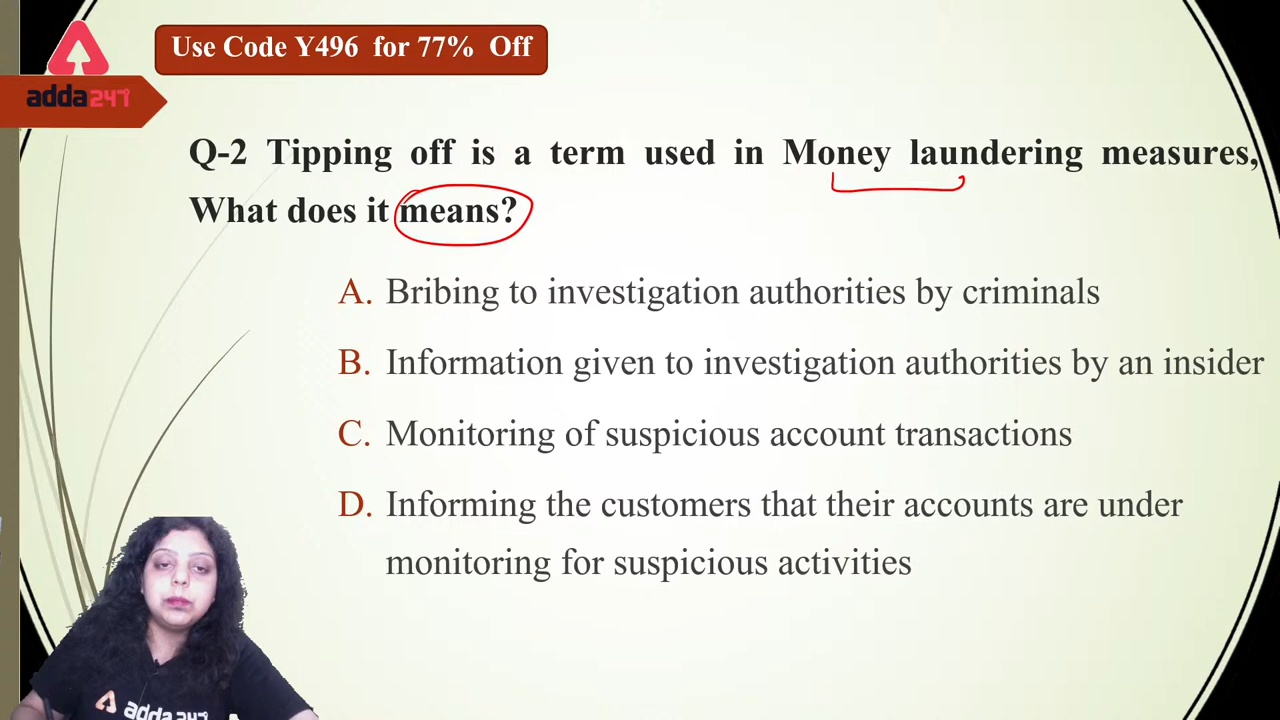 Use Code Y496 for 77% Off
adda247
Q-2 Tipping off is a term used in Money laundering measures,
What does it means?
A. Bribing to investigation authorities by criminals
B. Information given to investigation authorities by an insider
C. Monitoring of suspicious account transactions
D. Informing the customers that their accounts are under
monitoring for suspicious activities
adda247